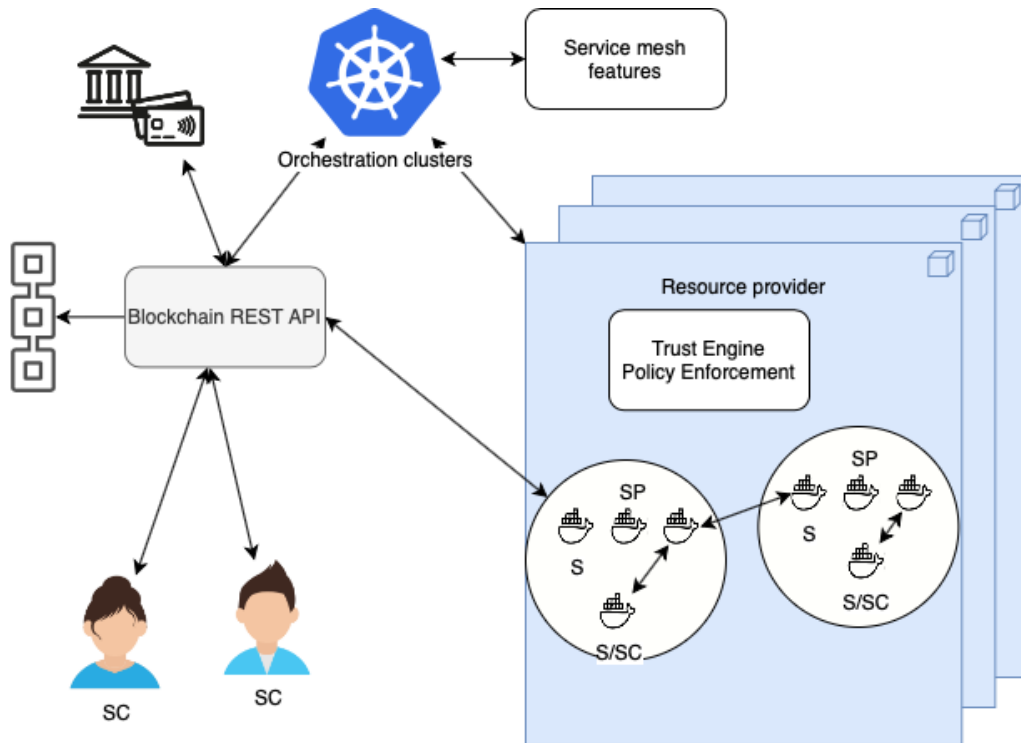 Service mesh
features
Orchestration clusters
Resource provider
Blockchain REST API
Trust Engine
Policy Enforcement
SP
S
S/SC
SP
S
S/SC
SC
SC